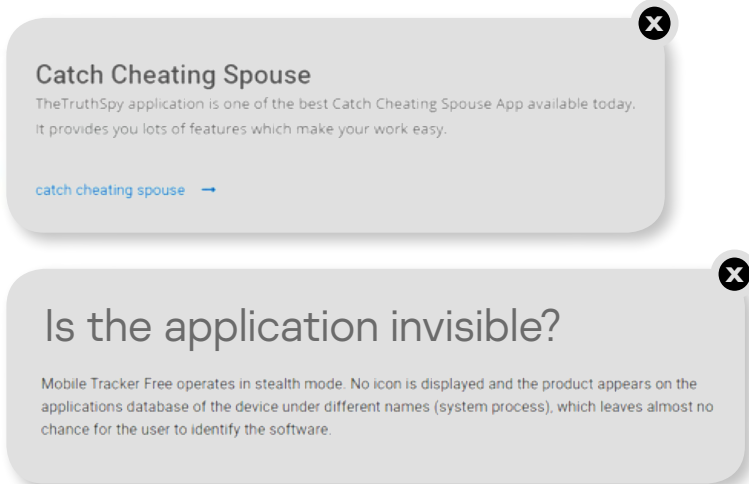 X
Catch Cheating Spouse
TheTruthSpy application is one of the best Catch Cheating Spouse App available today.
It provides you lots of features which make your work easy.
catch cheating spouse →
X
Is the application invisible?
Mobile Tracker Free operates in stealth mode. No icon is displayed and the product appears on the
applications database of the device under different names (system process), which leaves almost no
chance for the user to identify the software.